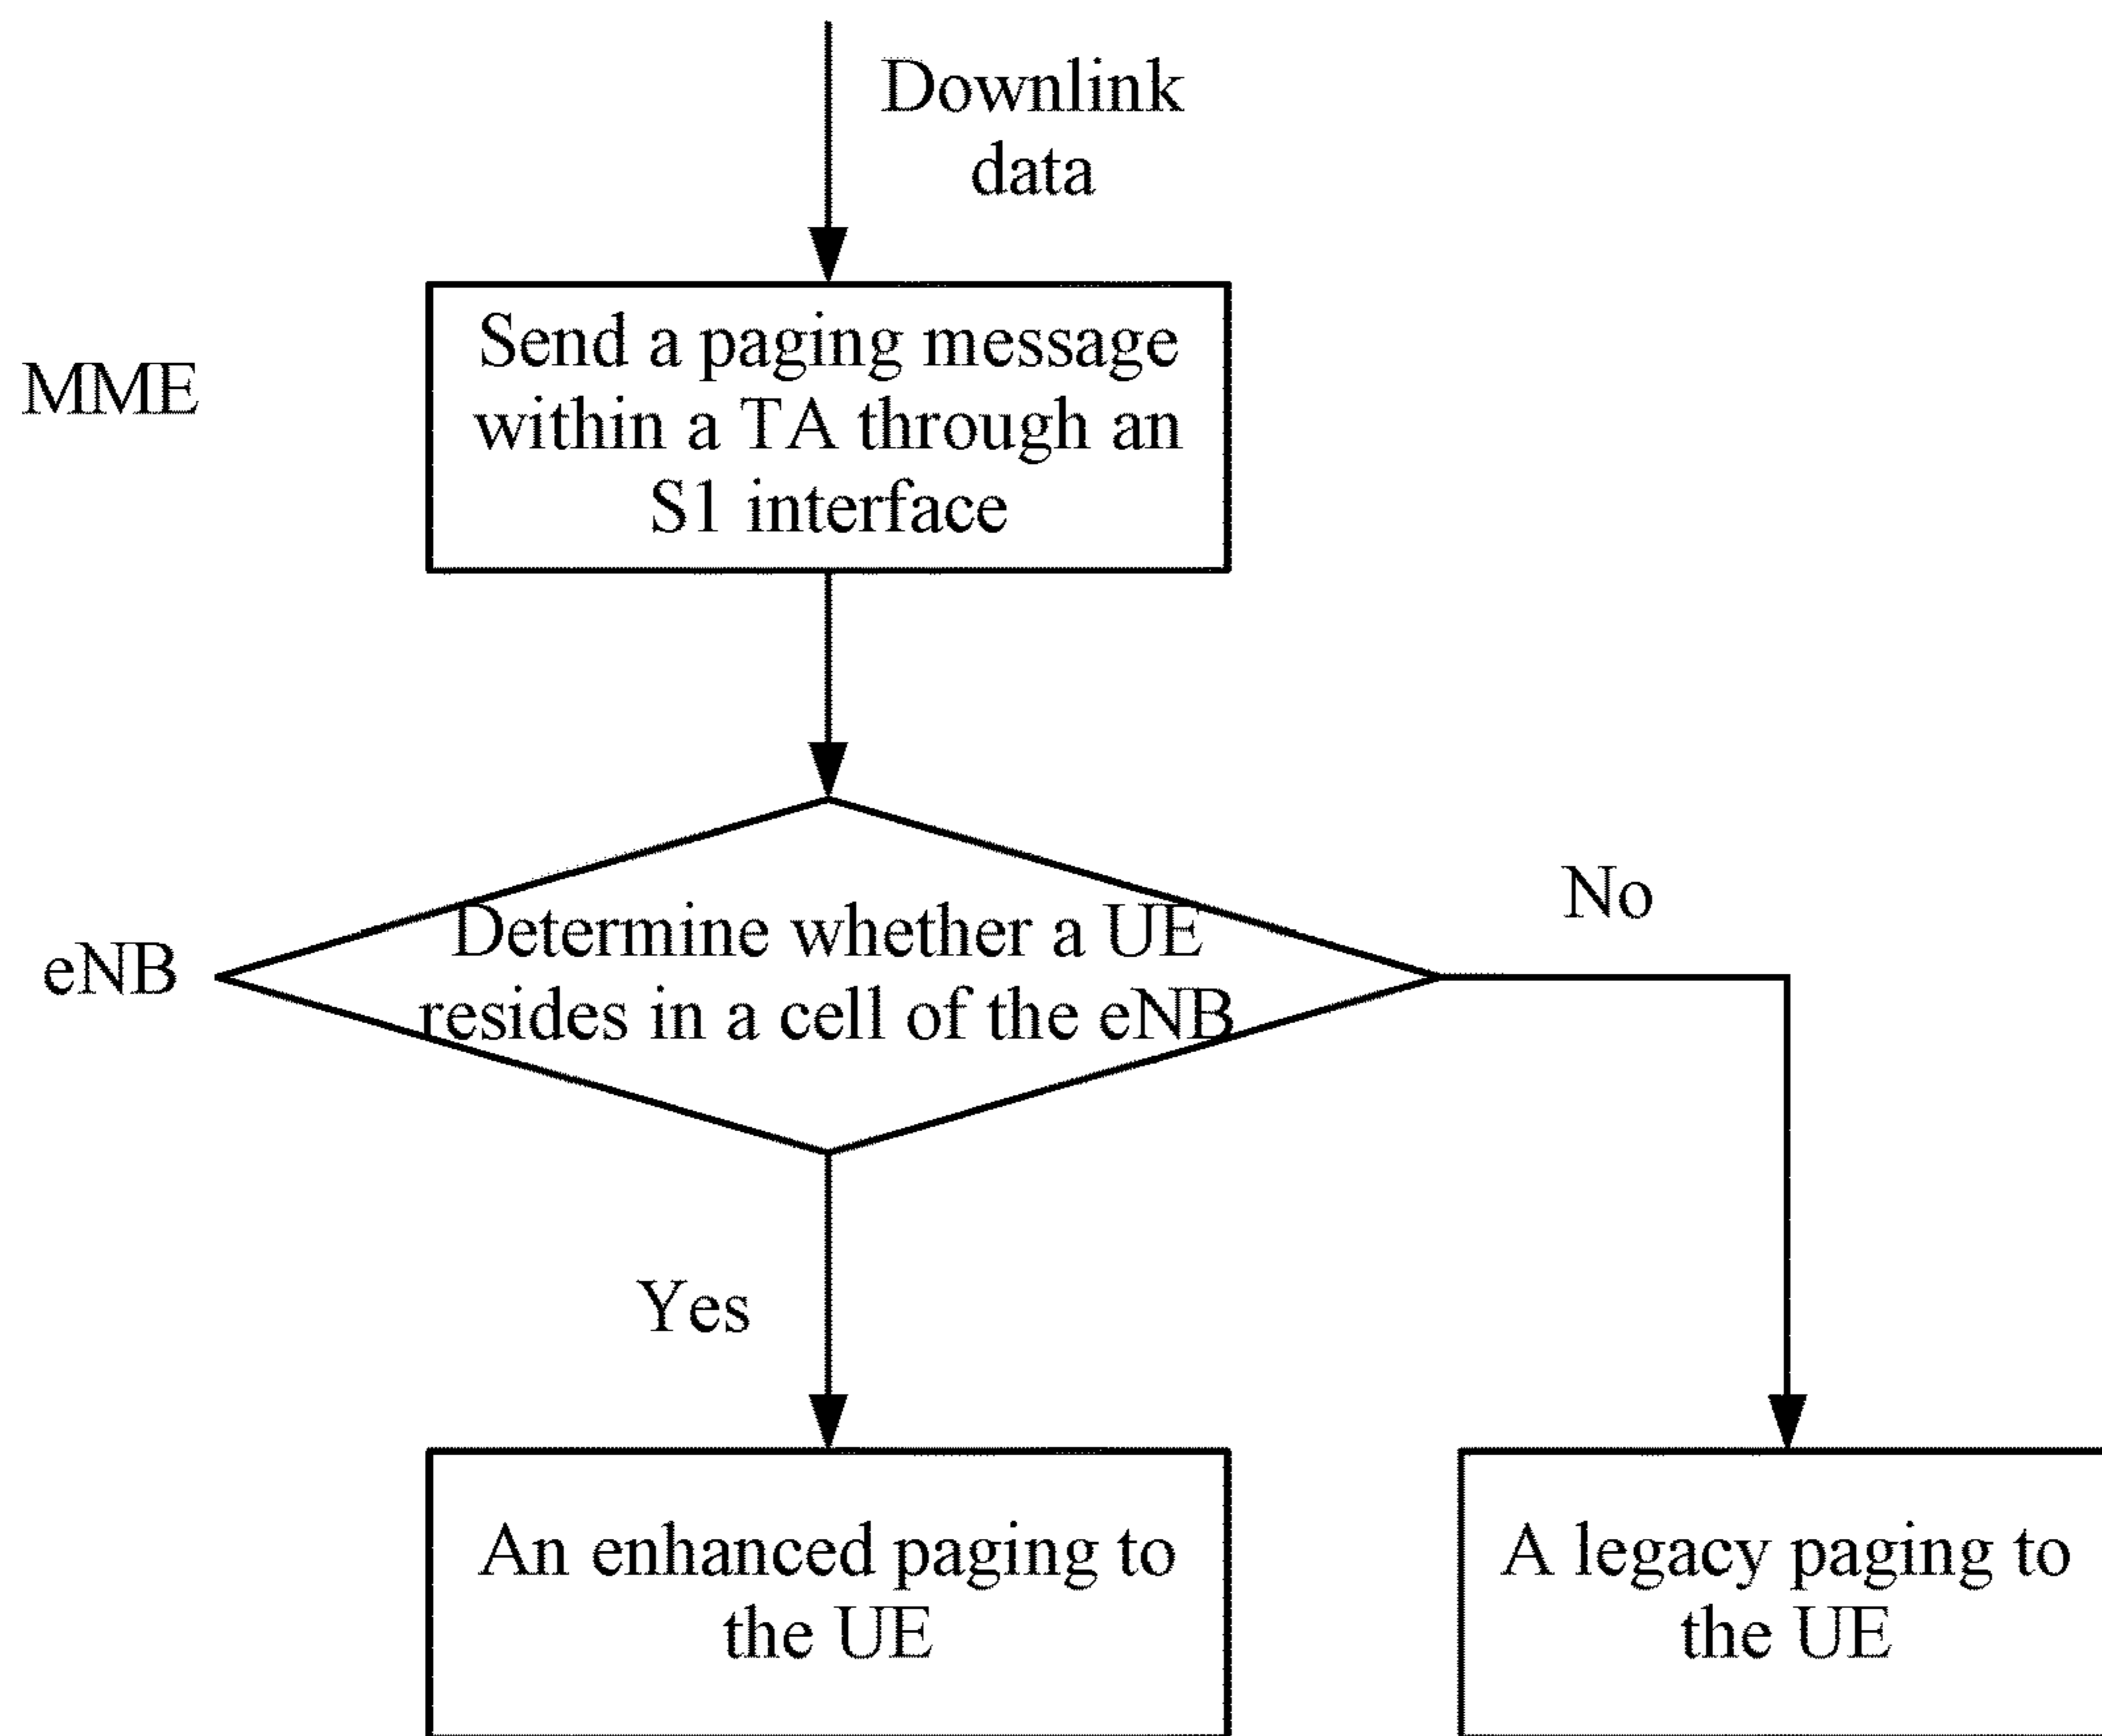 Downlink
data
MME
Send a paging message
within a TA through an
S1 interface
No
eNB
Determine whether a UE
resides in a cell of the eNB
Yes
An enhanced paging to
the UE
A legacy paging to
the UE